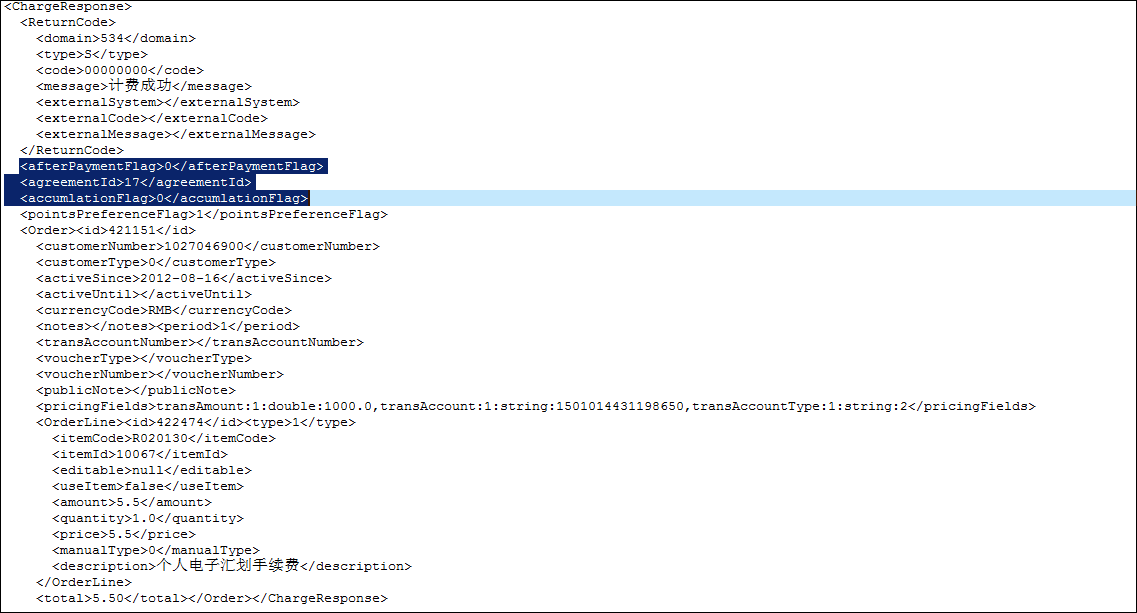 <ChargeResponse>
<ReturnCode>
<domain>534</domain>
<type>S</type>
<code>00000000</code>
<message>计费成功</message>
<externalSystem></externalSystem>
<externalCode></externalCode>
<externalMessage></externalMessage>
</ReturnCode>
<afterPaymentFlag>0</afterPaymentFlag>
<agreementId>17</agreementId>
<accumlationFlag>0</accumlationFlag>
<pointsPreferenceFlag>1</pointsPreferenceFlag>
<Order><id>421151</id>
<customerNumber>1027046900</customerNumber>
<customerType>0</customerType>
<activeSince>2012-08-16</activeSince>
<activeUntil></activeUntil>
<currencyCode>RMB</currencyCode>
<notes></notes><period>1</period>
<transAccountNumber></transAccountNumber>
<voucherType></voucherType>
<voucherNumber></voucherNumber>
<publicNote></publicNote>
<pricingFields>transAmount:1:double:1000.0,transAccount:1:string:1501014431198650,transAccountType:1:string:2</pricingFields>
<OrderLine><id>422474</id><type>1</type>
<itemCode>R020130</itemCode>
<itemId>10067</itemId>
<editable>null</editable>
<useItem>false</useItem>
<amount>5.5</amount>
<quantity>1.0</quantity>
<price>5.5</price>
<manualType>0</manualType>
<description>个人电子汇划手续费</description>
</OrderLine>
<total>5.50</total></Order></ChargeResponse>